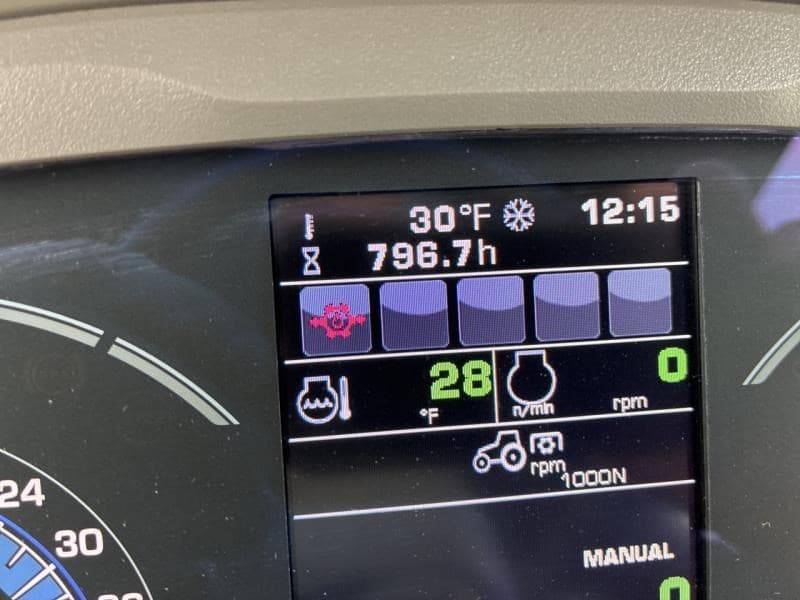 30°F 12:15
796.7h
28 °F
0 rpm
n/min
rpm
1000N
MANUAL
0
24
30